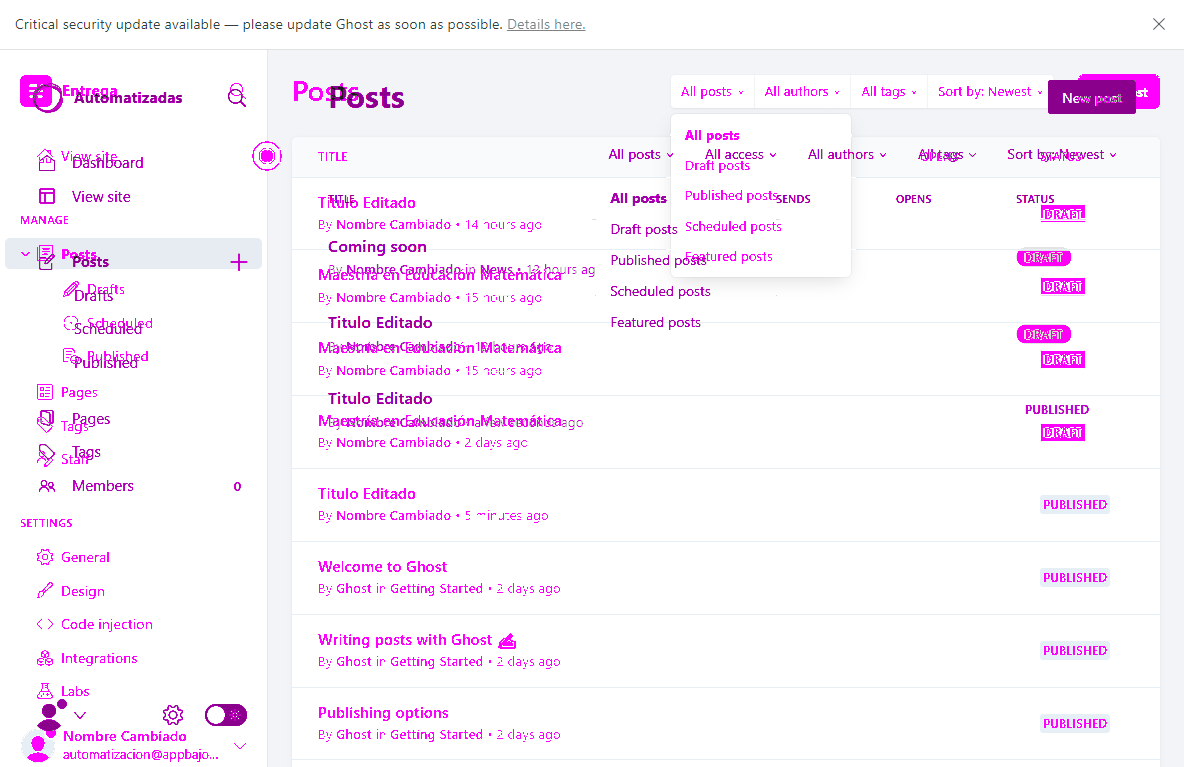 Critical security update available — please update Ghost as soon as possible. Details here.
Entrega
Automatizadas
Posts
Posts
All posts
All authors
All tags
Sort by: Newest
New post
View site
Dashboard
View site
MANAGE
Posts
Posts
Drafts
Drafts
Scheduled
Scheduled
Published
Published
Pages
Pages
Tags
Tags
Staff
Members 0
SETTINGS
General
Design
Code injection
Integrations
Labs
Nombre Cambiado
automatizacion@appbajo...
All posts
Draft posts
Published posts
Scheduled posts
Featured posts
All posts
All access
All authors
All tags
Sort by: Newest
All posts
Draft posts
Published posts
Scheduled posts
Featured posts
TITLE
STATUS
TITLE
SENDS
OPENS
STATUS
Titulo Editado
By Nombre Cambiado • 14 hours ago
DRAFT
Coming soon
By Nombre Cambiado in News • 12 hours ag
DRAFT
Maestría en Educación Matemática
By Nombre Cambiado • 15 hours ago
DRAFT
Titulo Editado
DRAFT
Maestría en Educación Matemática
By Nombre Cambiado • 15 hours ago
DRAFT
Titulo Editado
PUBLISHED
Maestría en Educación Matemática
By Nombre Cambiado • 2 days ago
DRAFT
Titulo Editado
By Nombre Cambiado • 5 minutes ago
PUBLISHED
Welcome to Ghost
By Ghost in Getting Started • 2 days ago
PUBLISHED
Writing posts with Ghost
By Ghost in Getting Started • 2 days ago
PUBLISHED
Publishing options
By Ghost in Getting Started • 2 days ago
PUBLISHED